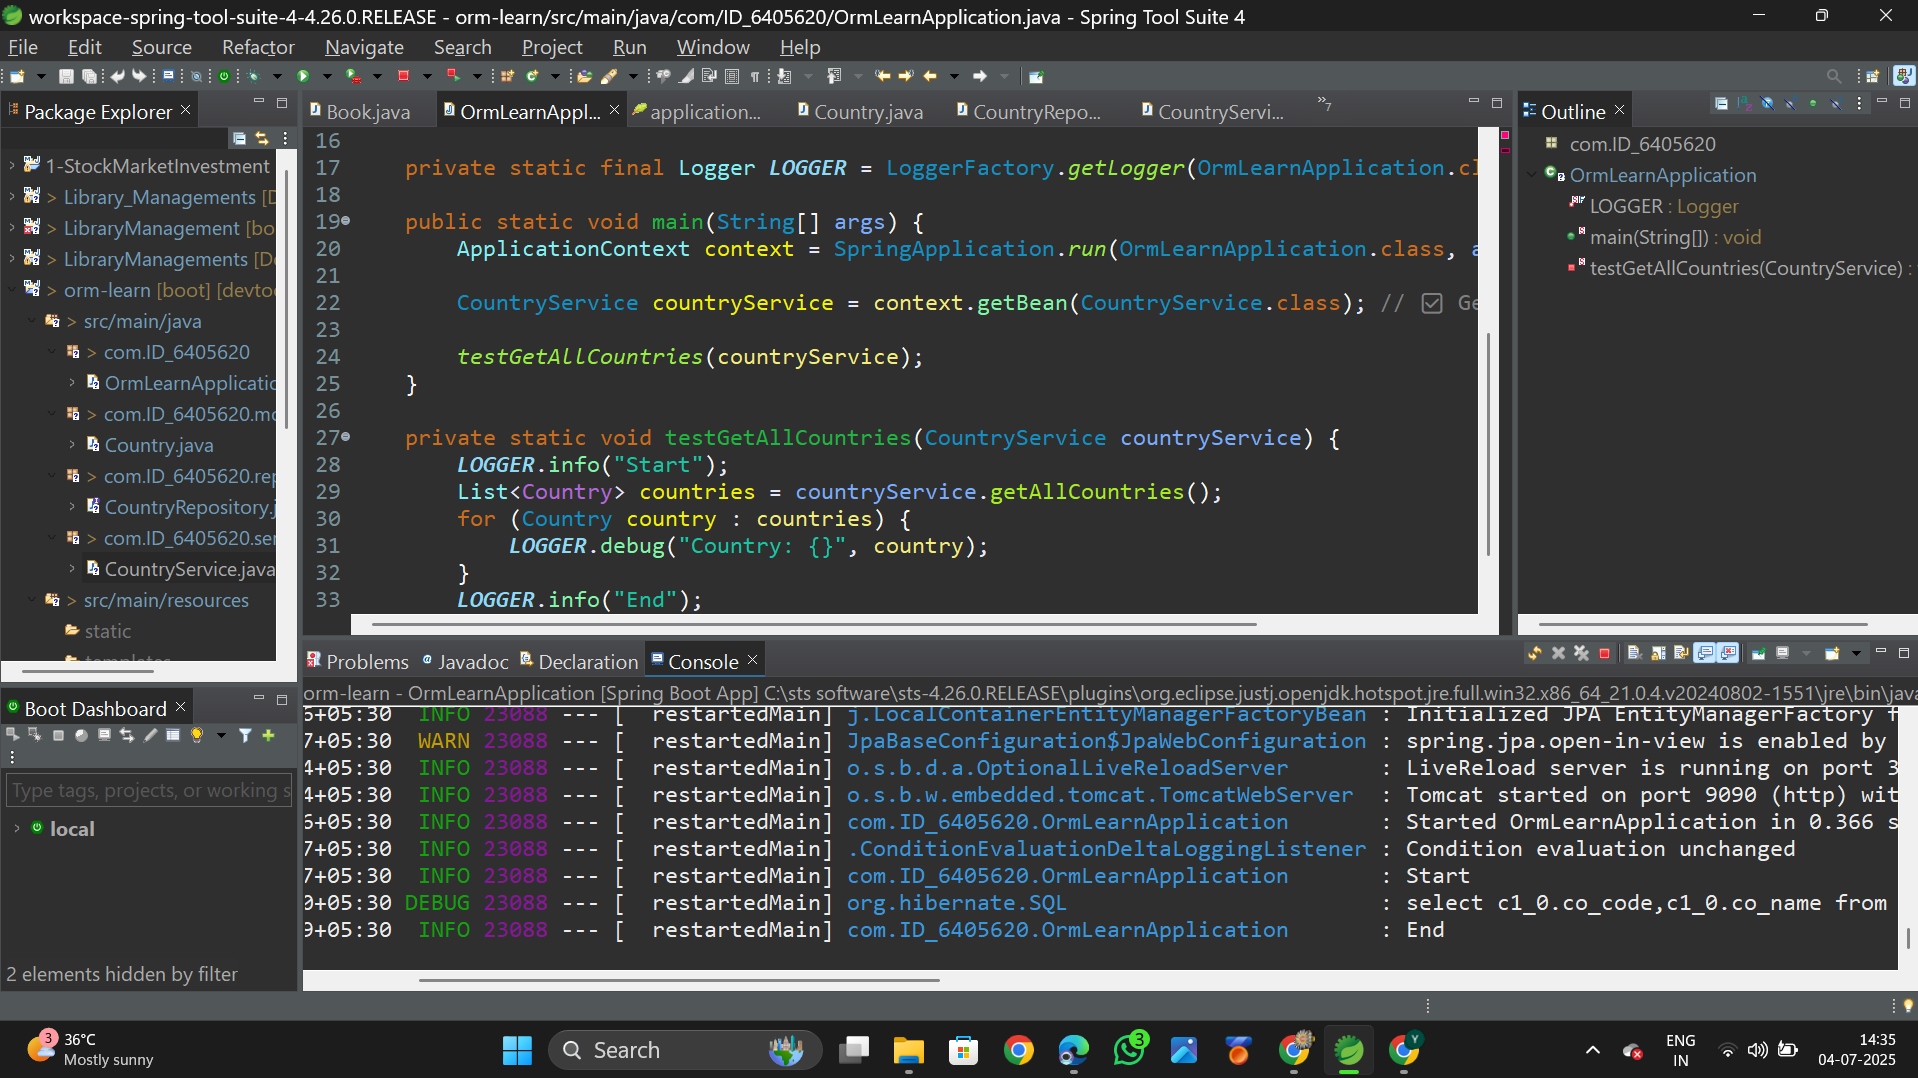 workspace-spring-tool-suite-4-4.26.0.RELEASE - orm-learn/src/main/java/com/ID_6405620/OrmLearnApplication.java - Spring Tool Suite 4
File Edit Source Refactor Navigate Search Project Run Window Help
Package Explorer
1-StockMarketInvestment
> Library_Managements [D
> LibraryManagement [bo
> LibraryManagements [De
> orm-learn [boot] [devto
> src/main/java
> com.ID_6405620
OrmLearnApplicatio
> com.ID_6405620.mo
Country.java
> com.ID_6405620.rep
CountryRepository.j
> com.ID_6405620.ser
CountryService.java
> src/main/resources
static
templates
Book.java OrmLearnAppl... application... Country.java CountryRepo... CountryServi... »7
16
17 private static final Logger LOGGER = LoggerFactory.getLogger(OrmLearnApplication.cl
18
19 public static void main(String[] args) {
20 ApplicationContext context = SpringApplication.run(OrmLearnApplication.class, a
21
22 CountryService countryService = context.getBean(CountryService.class); // ☑ Ge
23
24 testGetAllCountries(countryService);
25 }
26
27 private static void testGetAllCountries(CountryService countryService) {
28 LOGGER.info("Start");
29 List<Country> countries = countryService.getAllCountries();
30 for (Country country : countries) {
31 LOGGER.debug("Country: {}", country);
32 }
33 LOGGER.info("End");
Outline
com.ID_6405620
OrmLearnApplication
LOGGER : Logger
main(String[]) : void
testGetAllCountries(CountryService) :
Boot Dashboard
Type tags, projects, or working s
local
2 elements hidden by filter
Problems Javadoc Declaration Console
orm-learn - OrmLearnApplication [Spring Boot App] C:\sts software\sts-4.26.0.RELEASE\plugins\org.eclipse.justj.openjdk.hotspot.jre.full.win32.x86_64_21.0.4.v20240802-1551\jre\bin\java
6+05:30 INFO 23088 --- [ restartedMain] j.LocalContainerEntityManagerFactoryBean : Initialized JPA EntityManagerFactory f
7+05:30 WARN 23088 --- [ restartedMain] JpaBaseConfiguration$JpaWebConfiguration : spring.jpa.open-in-view is enabled by
4+05:30 INFO 23088 --- [ restartedMain] o.s.b.d.a.OptionalLiveReloadServer : LiveReload server is running on port 3
4+05:30 INFO 23088 --- [ restartedMain] o.s.b.w.embedded.tomcat.TomcatWebServer : Tomcat started on port 9090 (http) wit
6+05:30 INFO 23088 --- [ restartedMain] com.ID_6405620.OrmLearnApplication : Started OrmLearnApplication in 0.366 s
7+05:30 INFO 23088 --- [ restartedMain] .ConditionEvaluationDeltaLoggingListener : Condition evaluation unchanged
7+05:30 INFO 23088 --- [ restartedMain] com.ID_6405620.OrmLearnApplication : Start
0+05:30 DEBUG 23088 --- [ restartedMain] org.hibernate.SQL : select c1_0.co_code,c1_0.co_name from
9+05:30 INFO 23088 --- [ restartedMain] com.ID_6405620.OrmLearnApplication : End
3
36°C
Mostly sunny
Search
3
Y
ENG
IN
14:35
04-07-2025